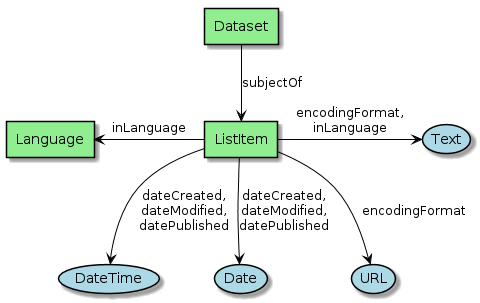 Dataset
subjectOf
encodingFormat,
inLanguage
inLanguage
Language
ListItem
Text
dateCreated,
dateModified,
datePublished
dateCreated,
dateModified,
datePublished
encodingFormat
DateTime
Date
URL